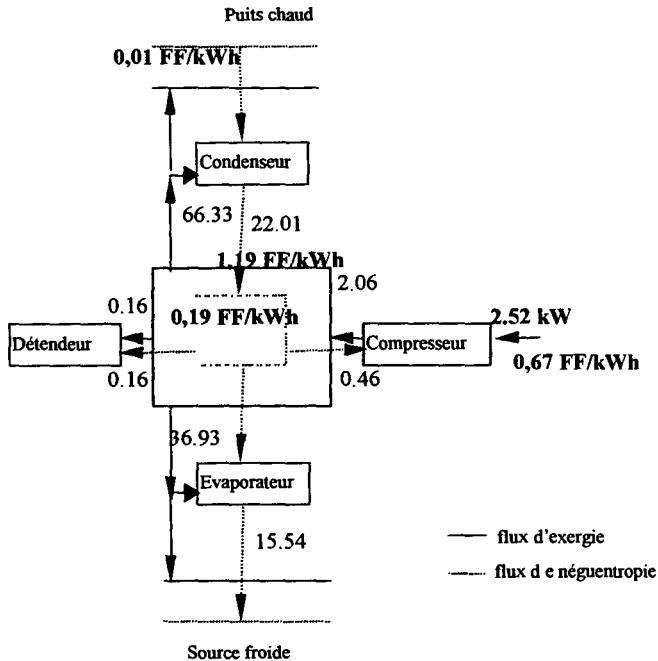 Puits chaud
0,01 FF/kWh
Condenseur
66.33
22.01
1,19 FF/kWh
2.06
0.16
0,19 FF/kWh
2.52 kW
Détendeur
Compresseur
0,67 FF/kWh
0.16
0.46
36.93
Evaporateur
15.54
flux d'exergie
flux d e néguentropie
Source froide